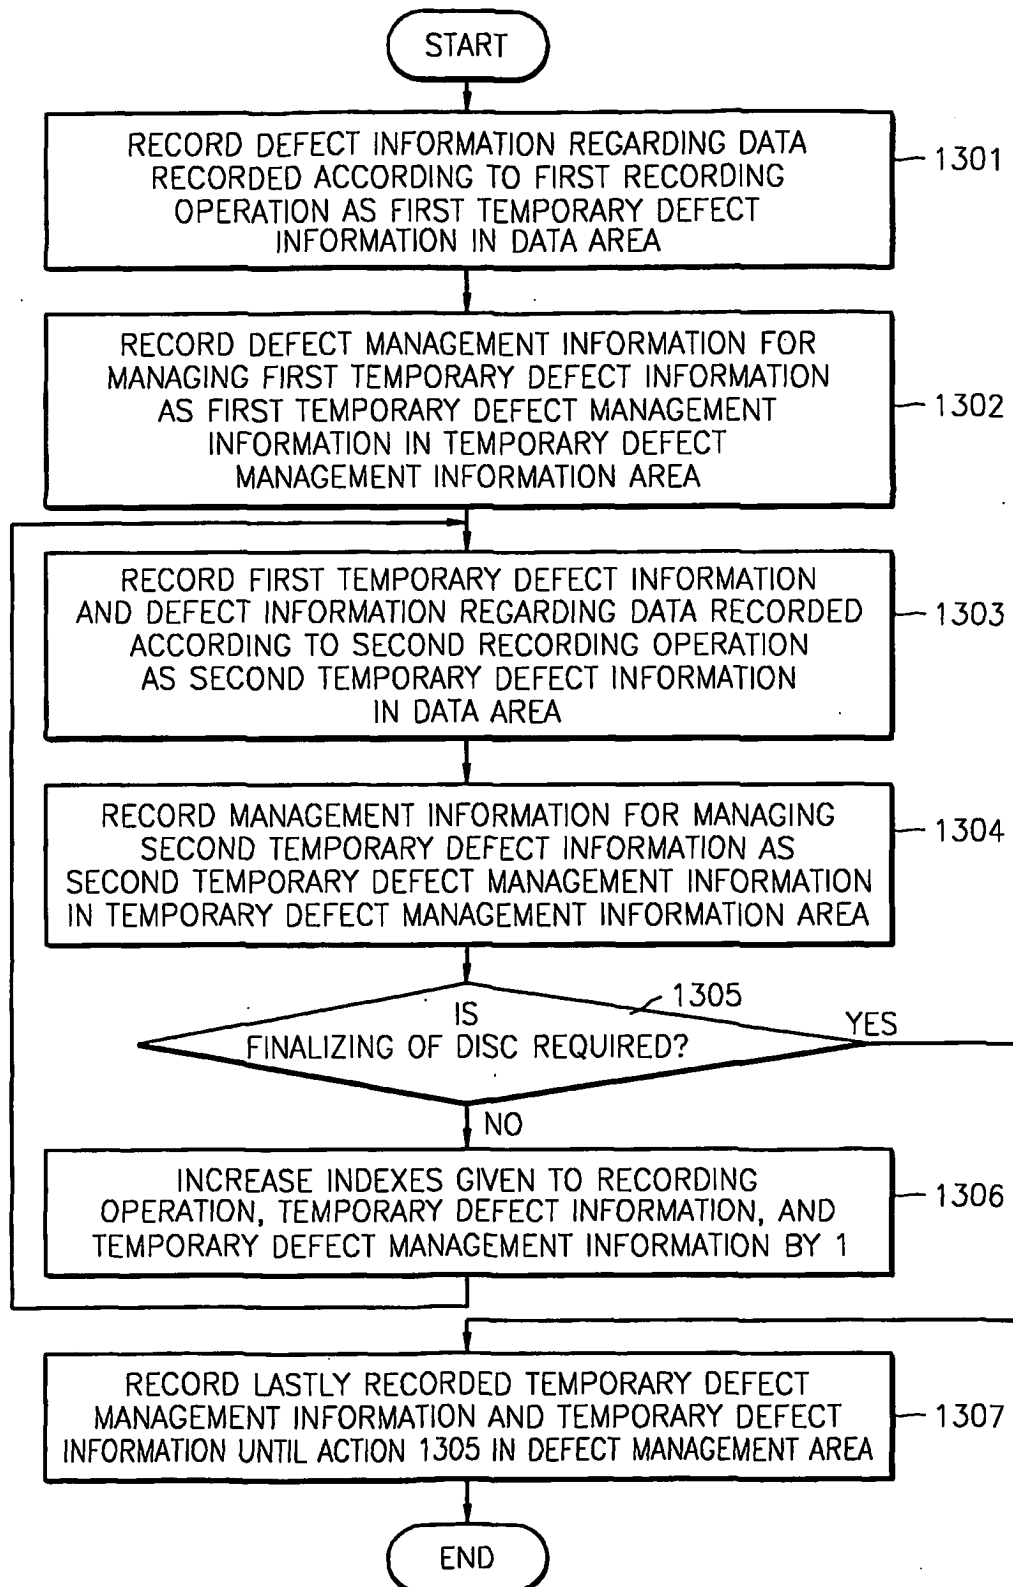 START
RECORD DEFECT INFORMATION REGARDING DATA
RECORDED ACCORDING TO FIRST RECORDING
OPERATION AS FIRST TEMPORARY DEFECT
INFORMATION IN DATA AREA
1301
RECORD DEFECT MANAGEMENT INFORMATION FOR
MANAGING FIRST TEMPORARY DEFECT INFORMATION
AS FIRST TEMPORARY DEFECT MANAGEMENT
INFORMATION IN TEMPORARY DEFECT
MANAGEMENT INFORMATION AREA
1302
RECORD FIRST TEMPORARY DEFECT INFORMATION
AND DEFECT INFORMATION REGARDING DATA RECORDED
ACCORDING TO SECOND RECORDING OPERATION
AS SECOND TEMPORARY DEFECT INFORMATION
IN DATA AREA
1303
RECORD MANAGEMENT INFORMATION FOR MANAGING
SECOND TEMPORARY DEFECT INFORMATION AS
SECOND TEMPORARY DEFECT MANAGEMENT INFORMATION
IN TEMPORARY DEFECT MANAGEMENT INFORMATION AREA
1304
IS
FINALIZING OF DISC REQUIRED?
1305
YES
NO
INCREASE INDEXES GIVEN TO RECORDING
OPERATION, TEMPORARY DEFECT INFORMATION, AND
TEMPORARY DEFECT MANAGEMENT INFORMATION BY 1
1306
RECORD LASTLY RECORDED TEMPORARY DEFECT
MANAGEMENT INFORMATION AND TEMPORARY DEFECT
INFORMATION UNTIL ACTION 1305 IN DEFECT MANAGEMENT AREA
1307
END